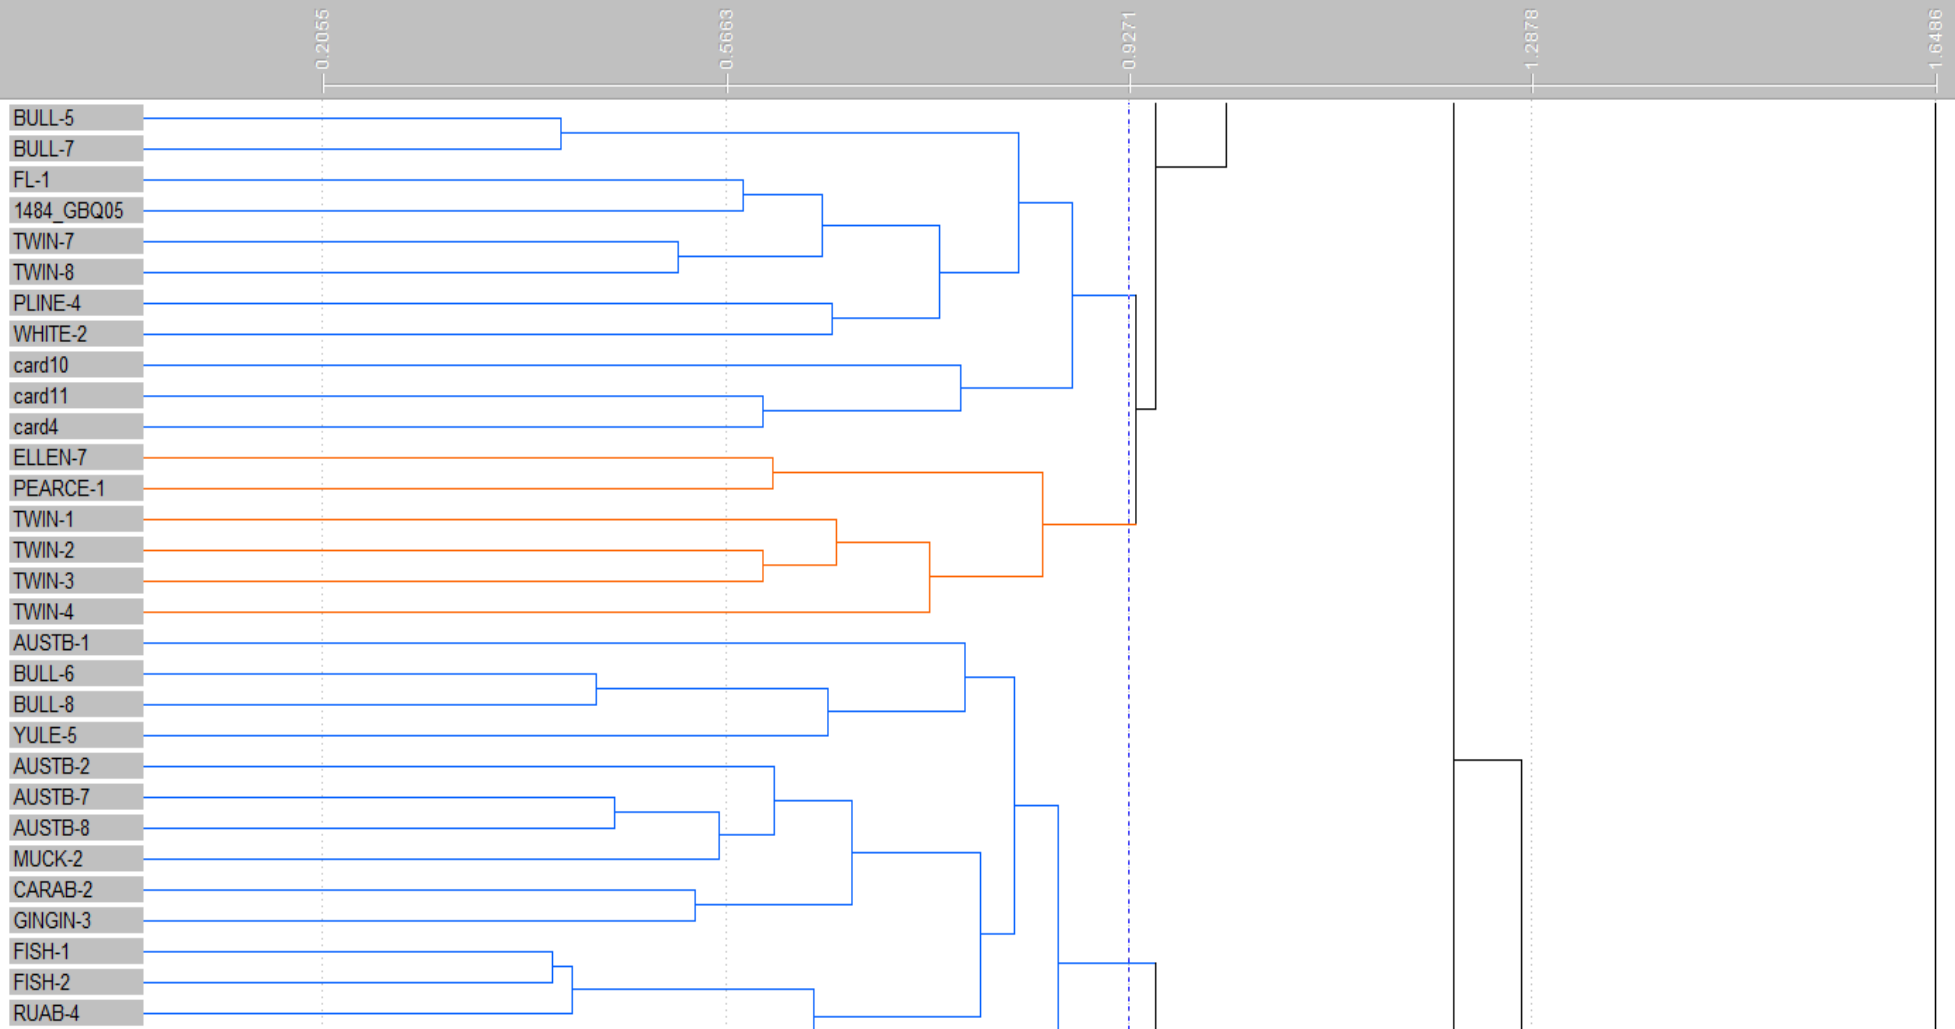 0.2055
0.5663
0.9271
1.2878
1.6486
BULL-5
BULL-7
FL-1
1484_GBQ05
TWIN-7
TWIN-8
PLINE-4
WHITE-2
card10
card11
card4
ELLEN-7
PEARCE-1
TWIN-1
TWIN-2
TWIN-3
TWIN-4
AUSTB-1
BULL-6
BULL-8
YULE-5
AUSTB-2
AUSTB-7
AUSTB-8
MUCK-2
CARAB-2
GINGIN-3
FISH-1
FISH-2
RUAB-4